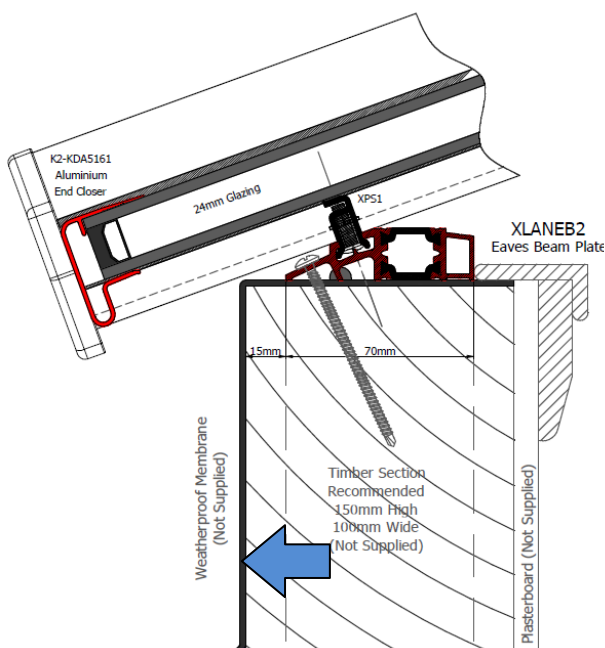 K2-KDA5161
Aluminium
End Closer
24mm Glazing
XPS1
XLANEB2
Eaves Beam Plate
15mm
70mm
Weatherproof Membrane
(Not Supplied)
Timber Section
Recommended
150mm High
100mm Wide
(Not Supplied)
Plasterboard (Not Supplied)